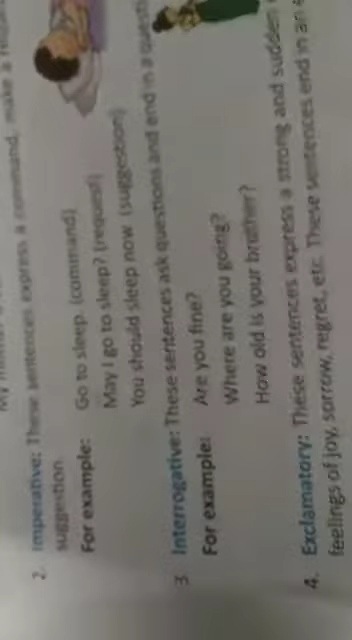 2. Imperative: These sentences express a command, make a
suggestion
For example: Go to sleep. (command)
May I go to sleep? (request)
You should sleep now (suggestion)
3. Interrogative: These sentences ask questions and end in a
For example: Are you fine?
Where are you going?
How old is your brother?
4. Exclamatory: These sentences express a strong and sudden
feelings of joy, sorrow, regret, etc. These sentences end in an